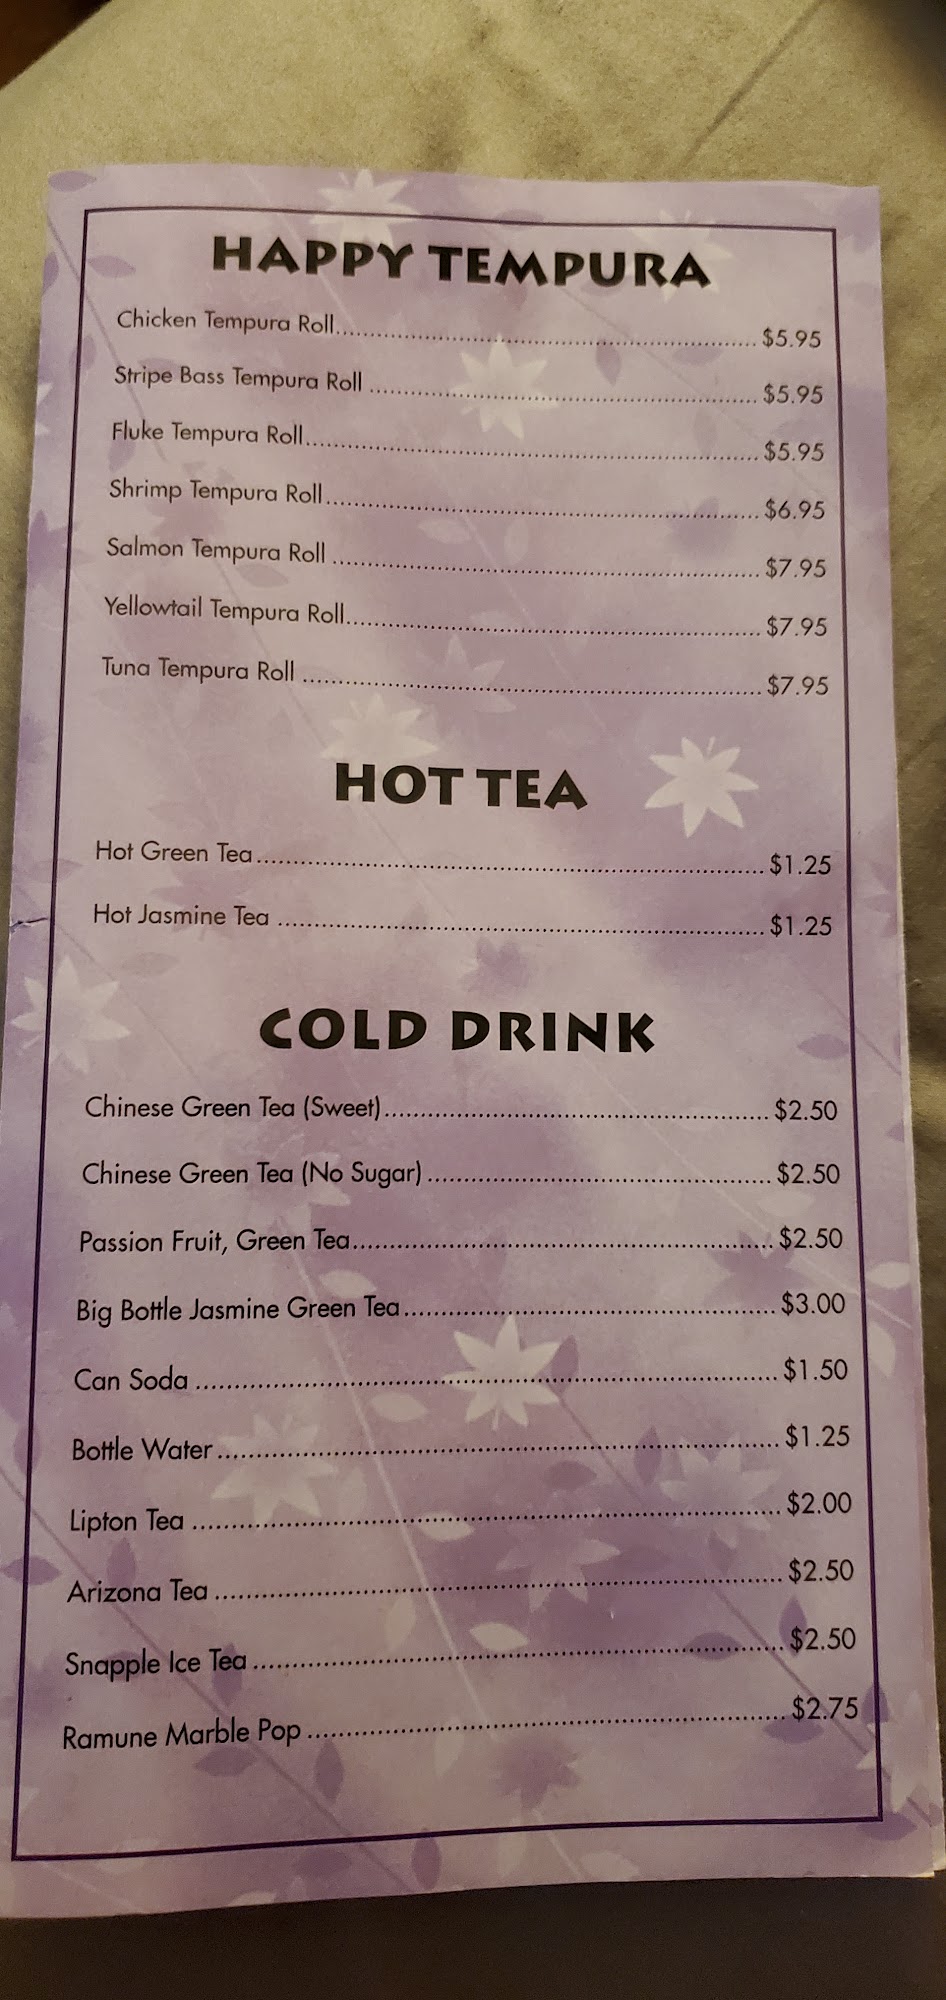 HAPPY TEMPURA
Chicken Tempura Roll.....$5.95
Stripe Bass Tempura Roll.....$5.95
Fluke Tempura Roll.....$5.95
Shrimp Tempura Roll.....$6.95
Salmon Tempura Roll.....$7.95
Yellowtail Tempura Roll.....$7.95
Tuna Tempura Roll.....$7.95
HOT TEA
Hot Green Tea.....$1.25
Hot Jasmine Tea.....$1.25
COLD DRINK
Chinese Green Tea (Sweet).....$2.50
Chinese Green Tea (No Sugar).....$2.50
Passion Fruit, Green Tea.....$2.50
Big Bottle Jasmine Green Tea.....$3.00
Can Soda.....$1.50
Bottle Water.....$1.25
Lipton Tea.....$2.00
Arizona Tea.....$2.50
Snapple Ice Tea.....$2.50
Ramune Marble Pop.....$2.75